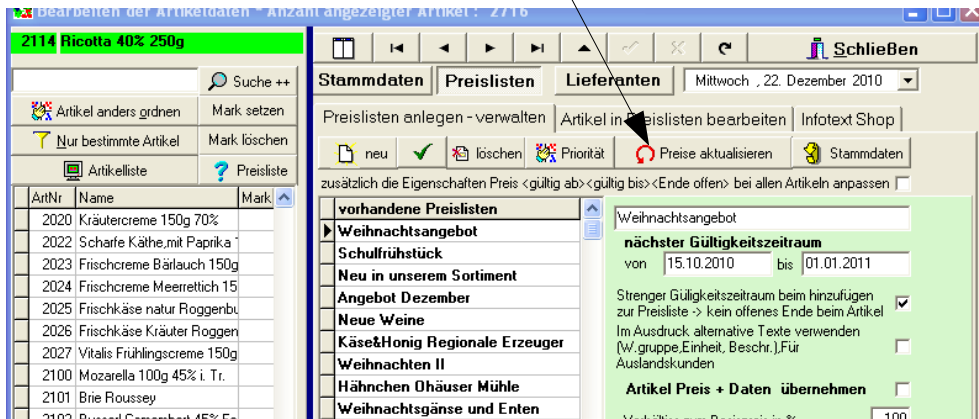 Bearbeiten der Artikeldaten - Anzahl angezeigter Artikel : 2716
2114 Ricotta 40% 250g
Suche ++
Artikel anders ordnen
Mark setzen
Nur bestimmte Artikel
Mark löschen
Artikelliste
Preisliste
ArtNr Name Mark
2020 Kräutercreme 150g 70%
2022 Scharfe Käthe,mit Paprika
2023 Frischcreme Bärlauch 150g
2024 Frischcreme Meerrettich 15
2025 Frischkäse natur Roggenbu
2026 Frischkäse Kräuter Roggen
2027 Vitalis Frühlingscreme 150g
2100 Mozarella 100g 45% i. Tr.
2101 Brie Roussey
Schließen
Stammdaten Preislisten Lieferanten Mittwoch , 22. Dezember 2010
Preislisten anlegen - verwalten Artikel in Preislisten bearbeiten Infotext Shop
neu löschen Priorität Preise aktualisieren Stammdaten
zusätzlich die Eigenschaften Preis <gültig ab><gültig bis><Ende offen> bei allen Artikeln anpassen
vorhandene Preislisten
Weihnachtsangebot
Schulfrühstück
Neu in unserem Sortiment
Angebot Dezember
Neue Weine
Käse&Honig Regionale Erzeuger
Weihnachten II
Hähnchen Ohäuser Mühle
Weihnachtsgänse und Enten
Weihnachtsangebot
nächster Gültigkeitszeitraum
von 15.10.2010 bis 01.01.2011
Strenger Güligkeitszeitraum beim hinzufügen
zur Preisliste -> kein offenes Ende beim Artikel
Im Ausdruck alternative Texte verwenden
(W.gruppe,Einheit, Beschr.),Für
Auslandskunden
Artikel Preis + Daten übernehmen
100